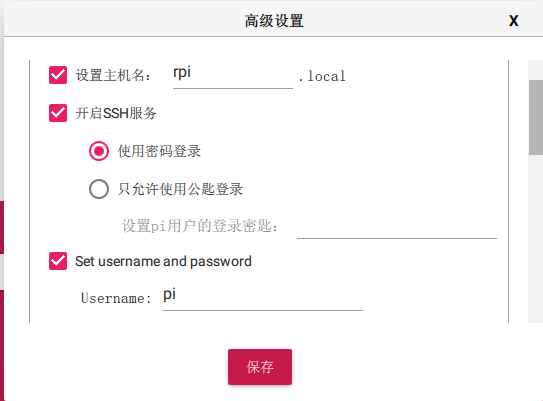 高级设置 X
设置主机名： rpi .local
开启SSH服务
使用密码登录
只允许使用公匙登录
设置pi用户的登录密匙：
Set username and password
Username: pi
保存